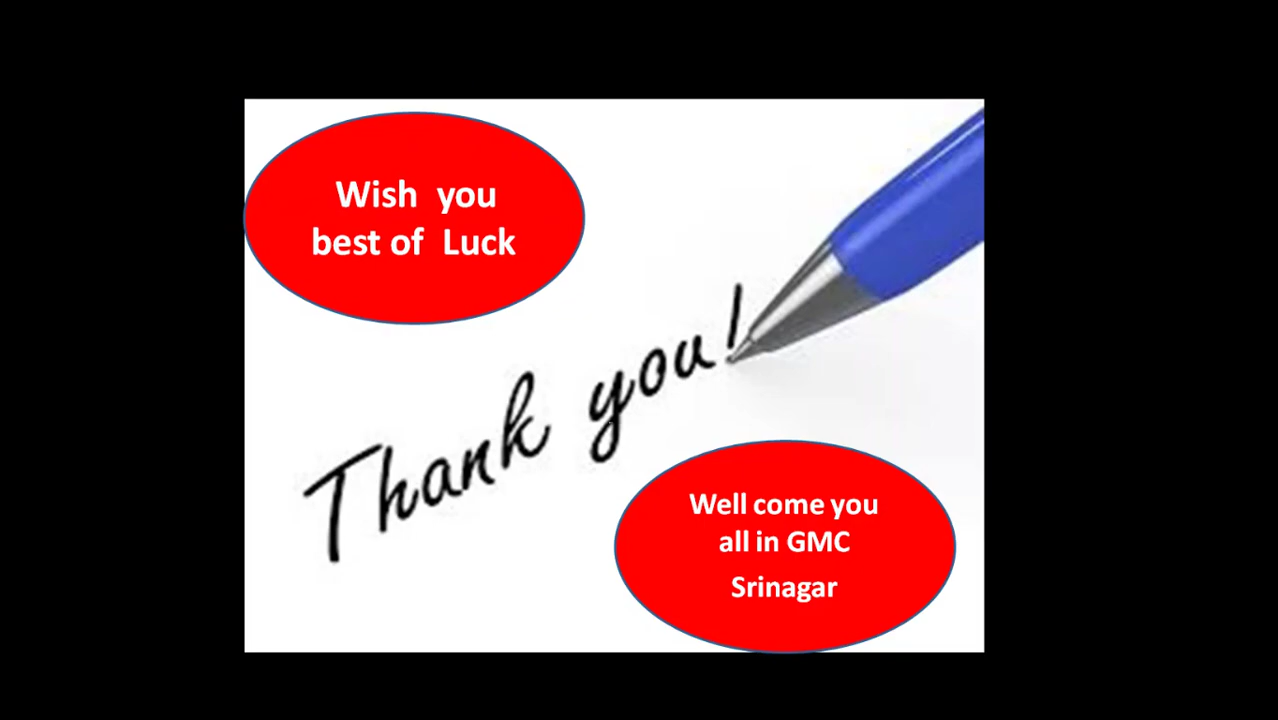 Wish you
best of Luck
Thank you!
Well come you
all in GMC
Srinagar